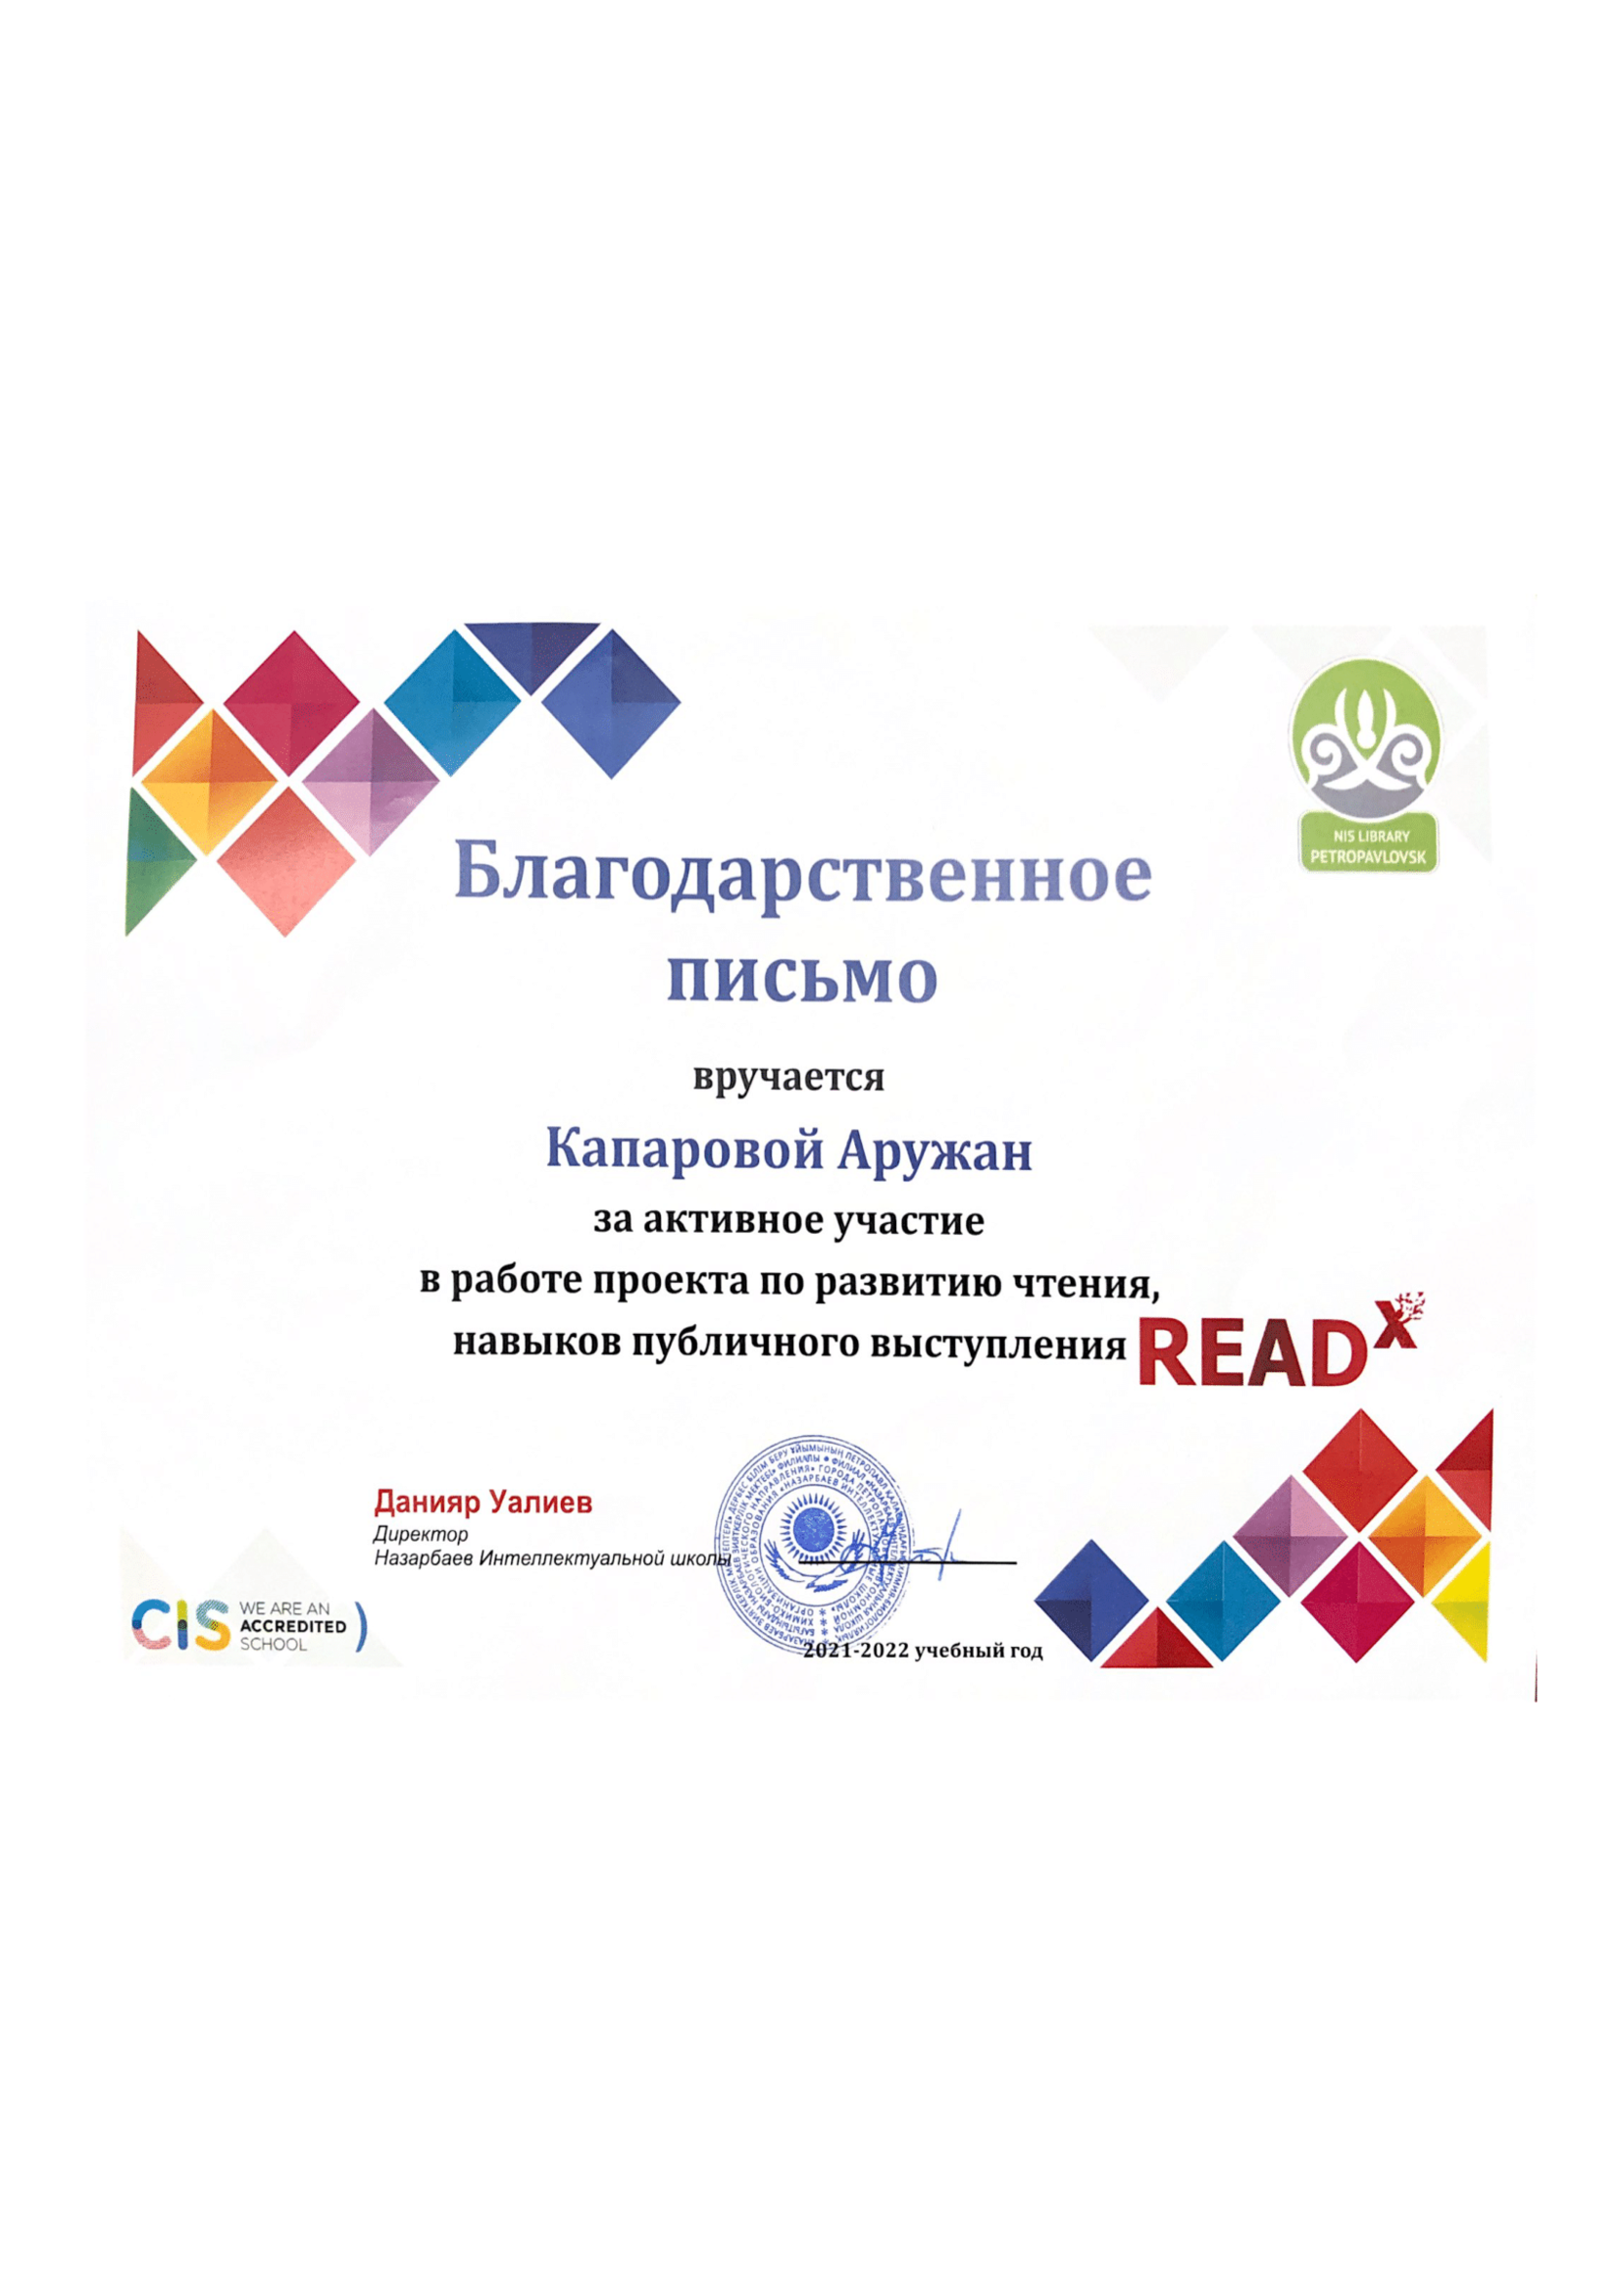 NIS LIBRARY
PETROPAVLOVSK
Благодарственное
письмо
вручается
Капаровой Аружан
за активное участие
в работе проекта по развитию чтения,
навыков публичного выступления READX
Данияр Уалиев
Директор
Назарбаев Интеллектуальной школы
CIS WE ARE AN
ACCREDITED
SCHOOL
2021-2022 учебный год